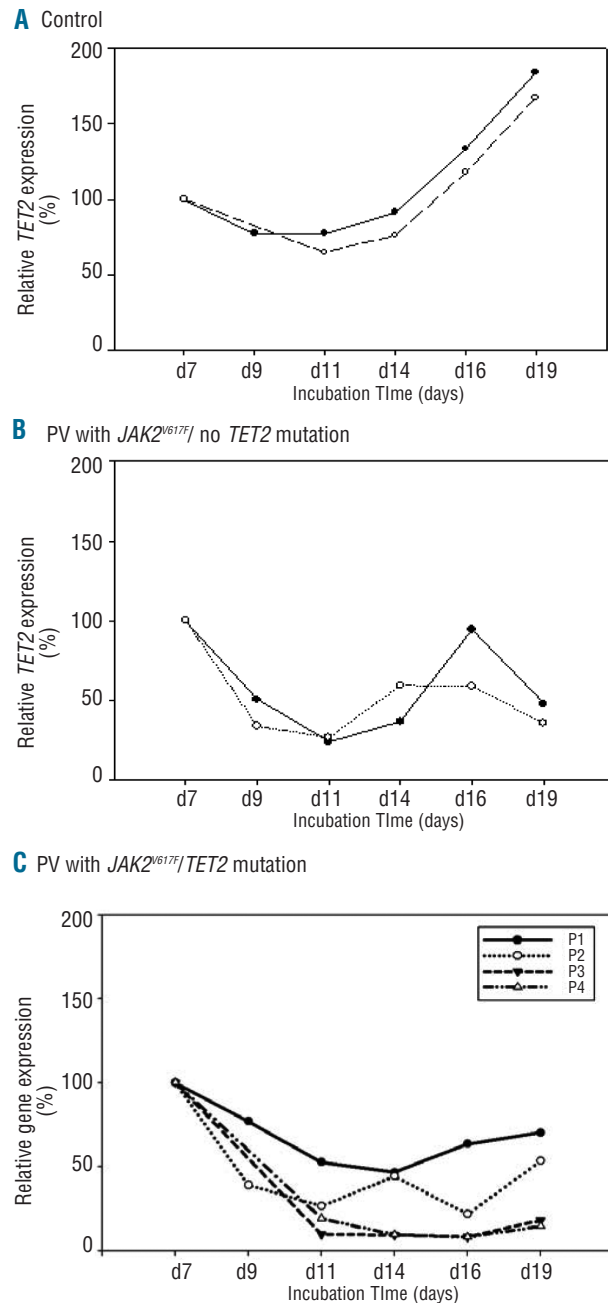 A Control
200
150
100
50
0
Relative TET2 expression
(%)
d7 d9 d11 d14 d16 d19
Incubation TIme (days)
B PV with JAK2V617F/ no TET2 mutation
200
150
100
50
0
Relative TET2 expression
(%)
d7 d9 d11 d14 d16 d19
Incubation TIme (days)
C PV with JAK2V617F/TET2 mutation
200
150
100
50
0
Relative gene expression
(%)
P1
P2
P3
P4
d7 d9 d11 d14 d16 d19
Incubation TIme (days)